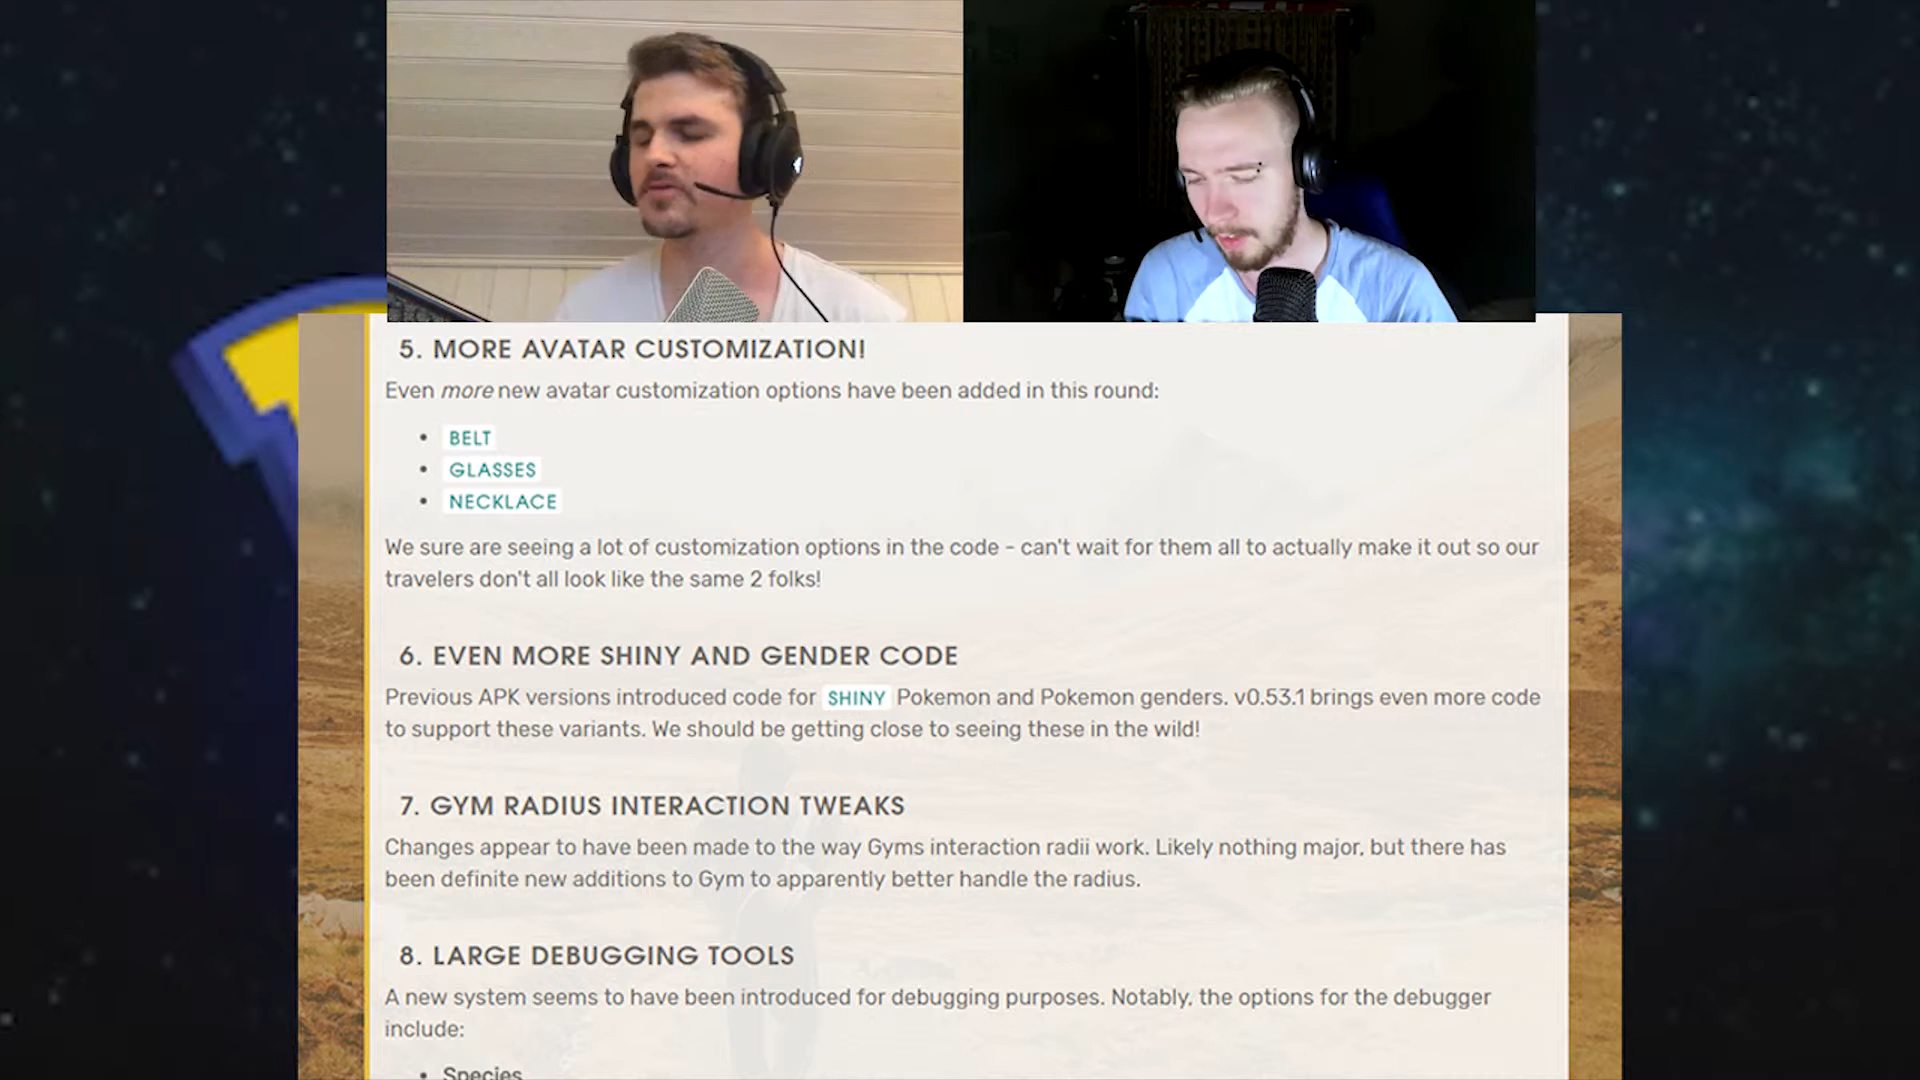 5. MORE AVATAR CUSTOMIZATION!
Even more new avatar customization options have been added in this round:
• BELT
• GLASSES
• NECKLACE
We sure are seeing a lot of customization options in the code - can't wait for them all to actually make it out so our
travelers don't all look like the same 2 folks!
6. EVEN MORE SHINY AND GENDER CODE
Previous APK versions introduced code for SHINY Pokemon and Pokemon genders. v0.53.1 brings even more code
to support these variants. We should be getting close to seeing these in the wild!
7. GYM RADIUS INTERACTION TWEAKS
Changes appear to have been made to the way Gyms interaction radii work. Likely nothing major, but there has
been definite new additions to Gym to apparently better handle the radius.
8. LARGE DEBUGGING TOOLS
A new system seems to have been introduced for debugging purposes. Notably, the options for the debugger
include:
• Species